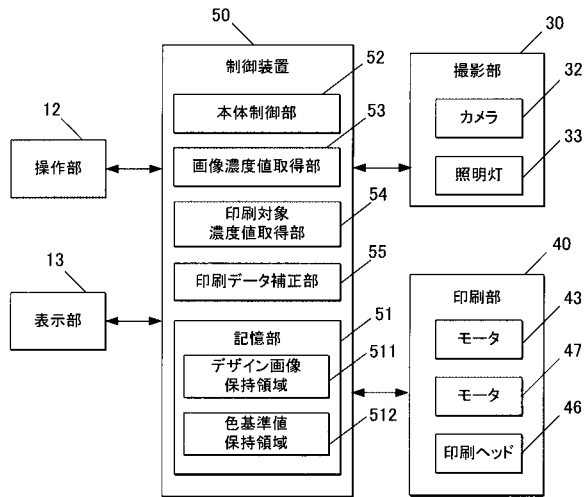 50
制御装置
52
本体制御部
53
画像濃度値取得部
54
印刷対象
濃度値取得部
55
印刷データ補正部
51
記憶部
511
デザイン画像
保持領域
512
色基準値
保持領域
12
操作部
13
表示部
30
撮影部
32
カメラ
33
照明灯
40
印刷部
43
モータ
47
モータ
46
印刷ヘッド